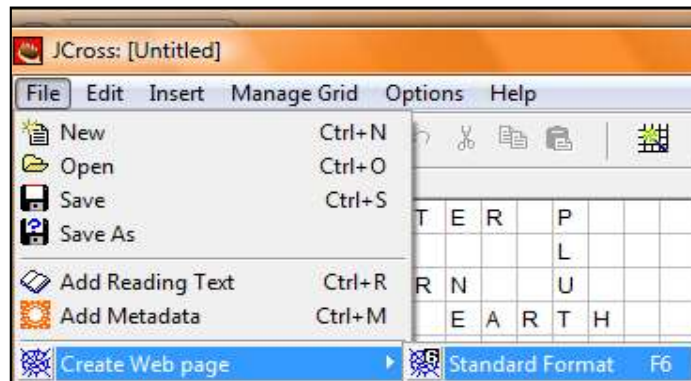 JCross: [Untitled]
File Edit Insert Manage Grid Options Help
New Ctrl+N
Open Ctrl+O
Save Ctrl+S
Save As
T E R P
L
Add Reading Text Ctrl+R R N U
Add Metadata Ctrl+M E A R T H
Create Web page 6 Standard Format F6